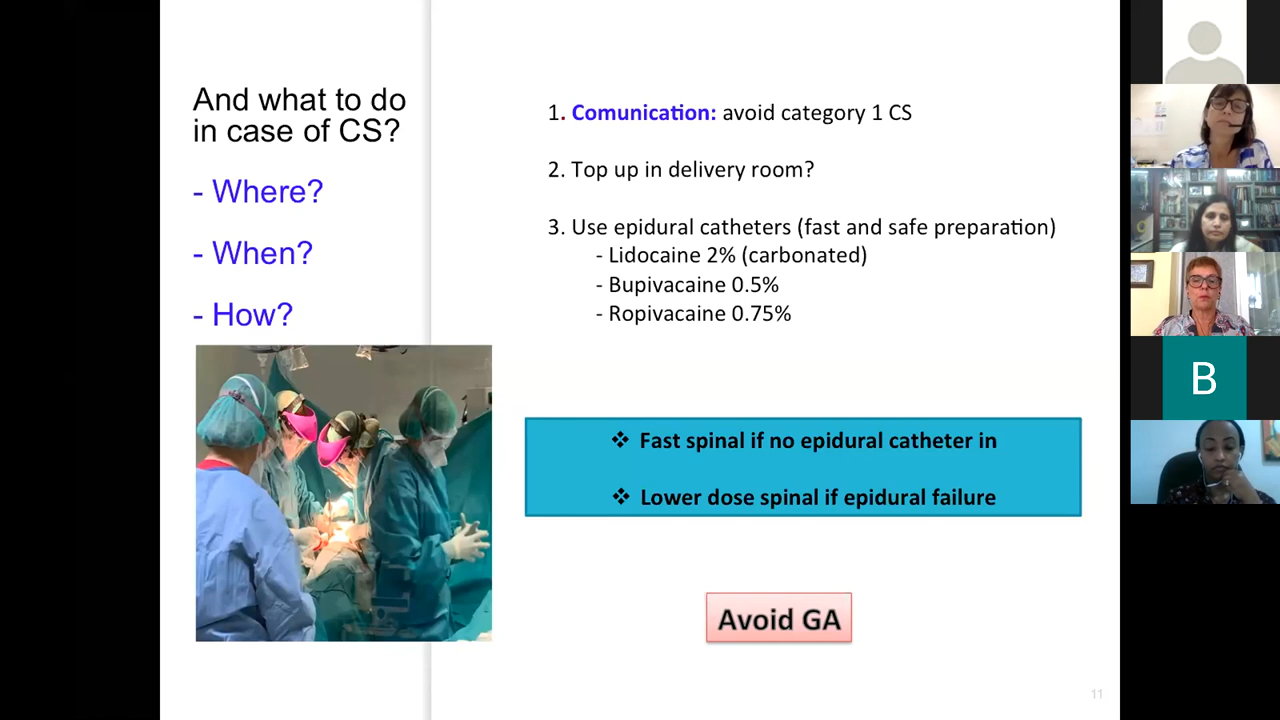 And what to do
in case of CS?
- Where?
- When?
- How?
1. Comunication: avoid category 1 CS
2. Top up in delivery room?
3. Use epidural catheters (fast and safe preparation)
- Lidocaine 2% (carbonated)
- Bupivacaine 0.5%
- Ropivacaine 0.75%
❖ Fast spinal if no epidural catheter in
❖ Lower dose spinal if epidural failure
Avoid GA
11
B